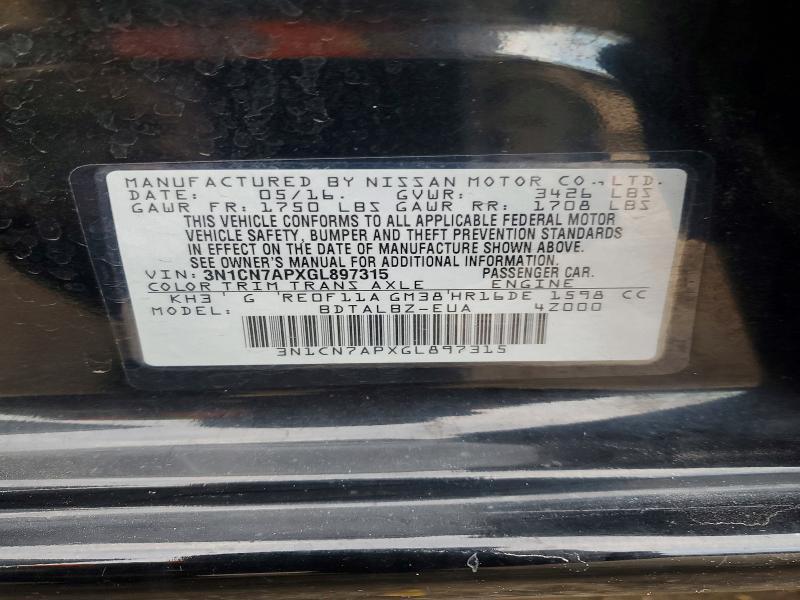 MANUFACTURED BY NISSAN MOTOR CO., LTD.
DATE: 05/16. GVWR: 3426 LBS
GAWR FR: 1750 LBS GAWR RR: 1708 LBS
THIS VEHICLE CONFORMS TO ALL APPLICABLE FEDERAL MOTOR
VEHICLE SAFETY, BUMPER AND THEFT PREVENTION STANDARDS
IN EFFECT ON THE DATE OF MANUFACTURE SHOWN ABOVE.
SEE OWNER'S MANUAL FOR ADDITIONAL INFORMATION.
VIN: 3N1CN7APXGL897315 PASSENGER CAR.
COLOR TRIM TRANS AXLE ENGINE
KH3 ' G 'RE0F11A GM38'HR16DE 1598 CC
MODEL: BDTALBZ-EUA 4Z000
3N1CN7APXGL897315